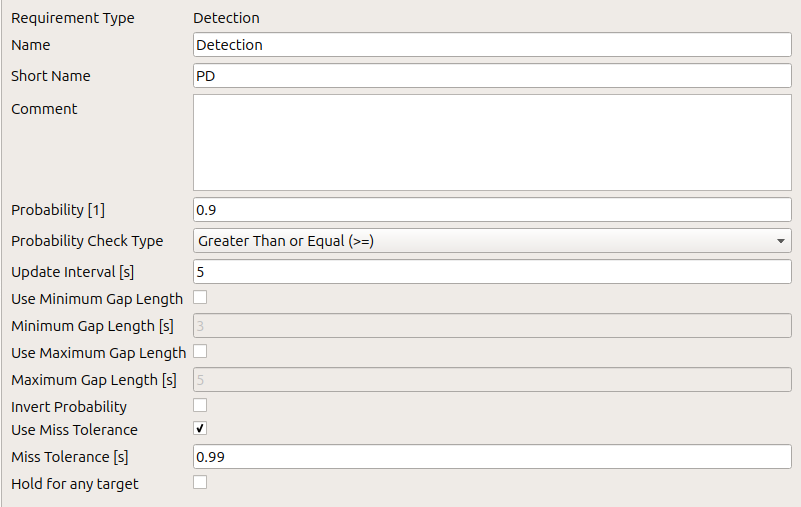 Requirement Type Detection
Name Detection
Short Name PD
Comment
Probability [1] 0.9
Probability Check Type Greater Than or Equal (>=)
Update Interval [s] 5
Use Minimum Gap Length
Minimum Gap Length [s] 3
Use Maximum Gap Length
Maximum Gap Length [s] 5
Invert Probability
Use Miss Tolerance
Miss Tolerance [s] 0.99
Hold for any target